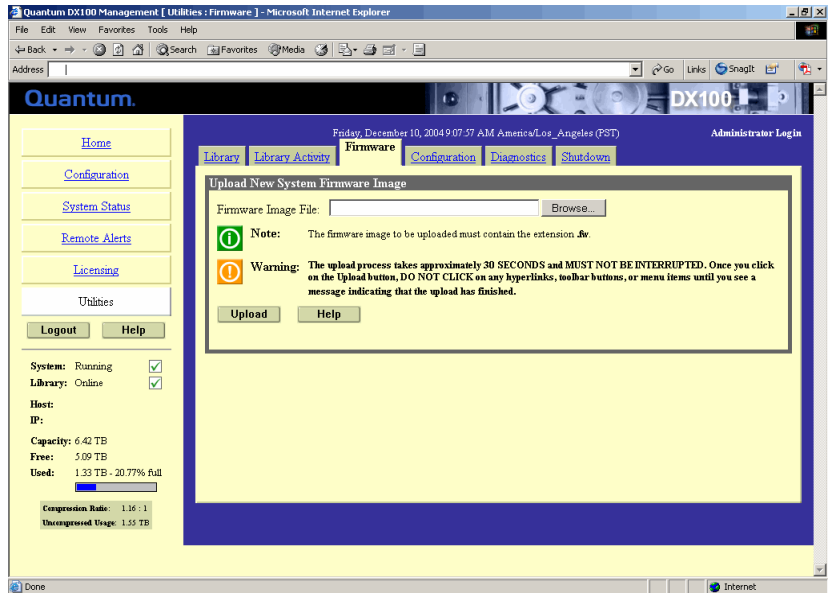 Quantum DX100 Management [ Utilities : Firmware ] - Microsoft Internet Explorer
File Edit View Favorites Tools Help
Back Search Favorites Media
Address Go Links SnagIt
Quantum. DX100
Friday, December 10, 2004 9:07:57 AM America/Los_Angeles (PST) Administrator Login
Library Library Activity Firmware Configuration Diagnostics Shutdown
Home
Configuration
System Status
Remote Alerts
Licensing
Utilities
Logout Help
System: Running
Library: Online
Host:
IP:
Capacity: 6.42 TB
Free: 5.09 TB
Used: 1.33 TB - 20.77% full
Compression Ratio: 1.16 : 1
Uncompressed Usage: 1.55 TB
Upload New System Firmware Image
Firmware Image File: Browse...
Note: The firmware image to be uploaded must contain the extension .fw.
Warning: The upload process takes approximately 30 SECONDS and MUST NOT BE INTERRUPTED. Once you click
on the Upload button, DO NOT CLICK on any hyperlinks, toolbar buttons, or menu items until you see a
message indicating that the upload has finished.
Upload Help
Done Internet